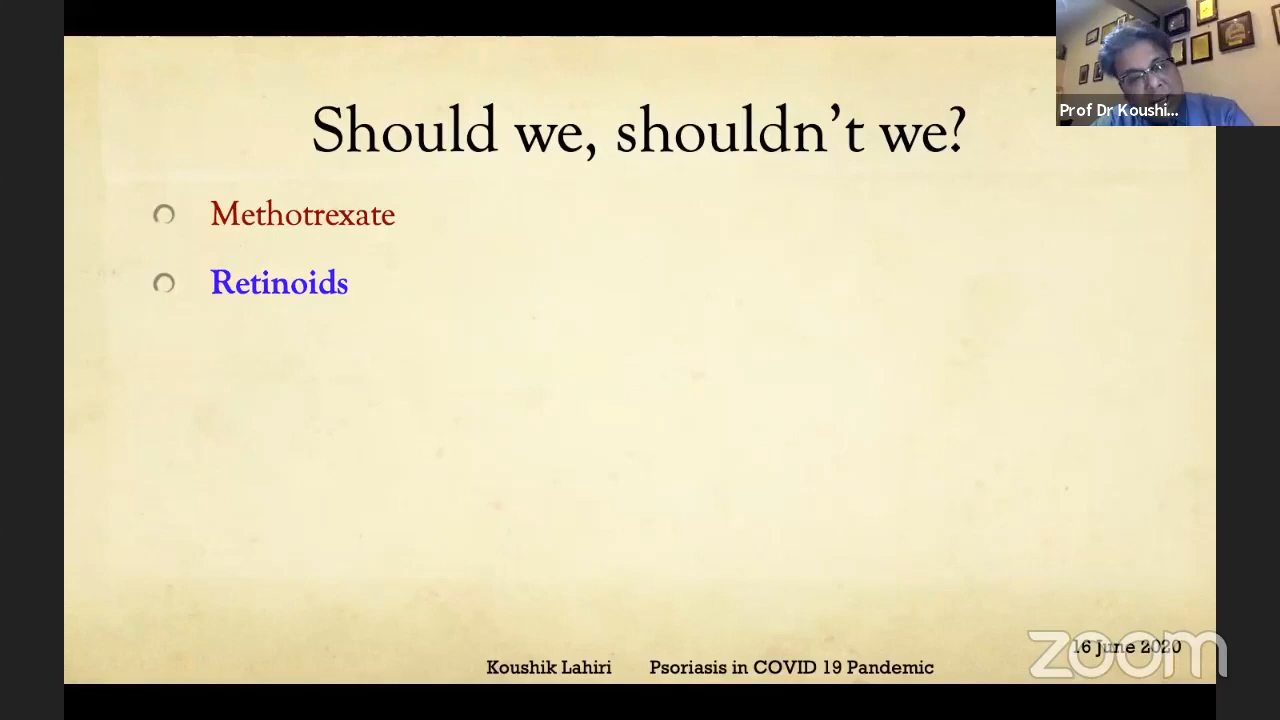 Prof Dr Koushi...
Should we, shouldn't we?
Methotrexate
Retinoids
16 June 2020
Koushik Lahiri Psoriasis in COVID 19 Pandemic
zoom